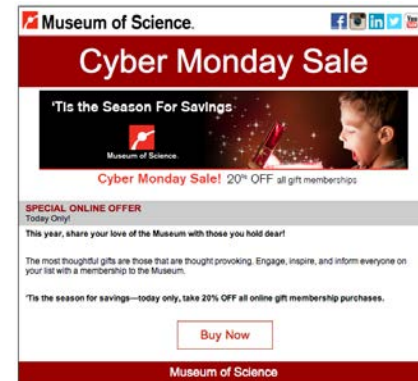 Museum of Science.
Cyber Monday Sale
'Tis the Season For Savings
Museum of Science.
Cyber Monday Sale! 20% OFF all gift memberships
SPECIAL ONLINE OFFER
Today Only!
This year, share your love of the Museum with those you hold dear!
The most thoughtful gifts are those that are thought provoking. Engage, inspire, and inform everyone on
your list with a membership to the Museum.
'Tis the season for savings—today only, take 20% OFF all online gift membership purchases.
Buy Now
Museum of Science